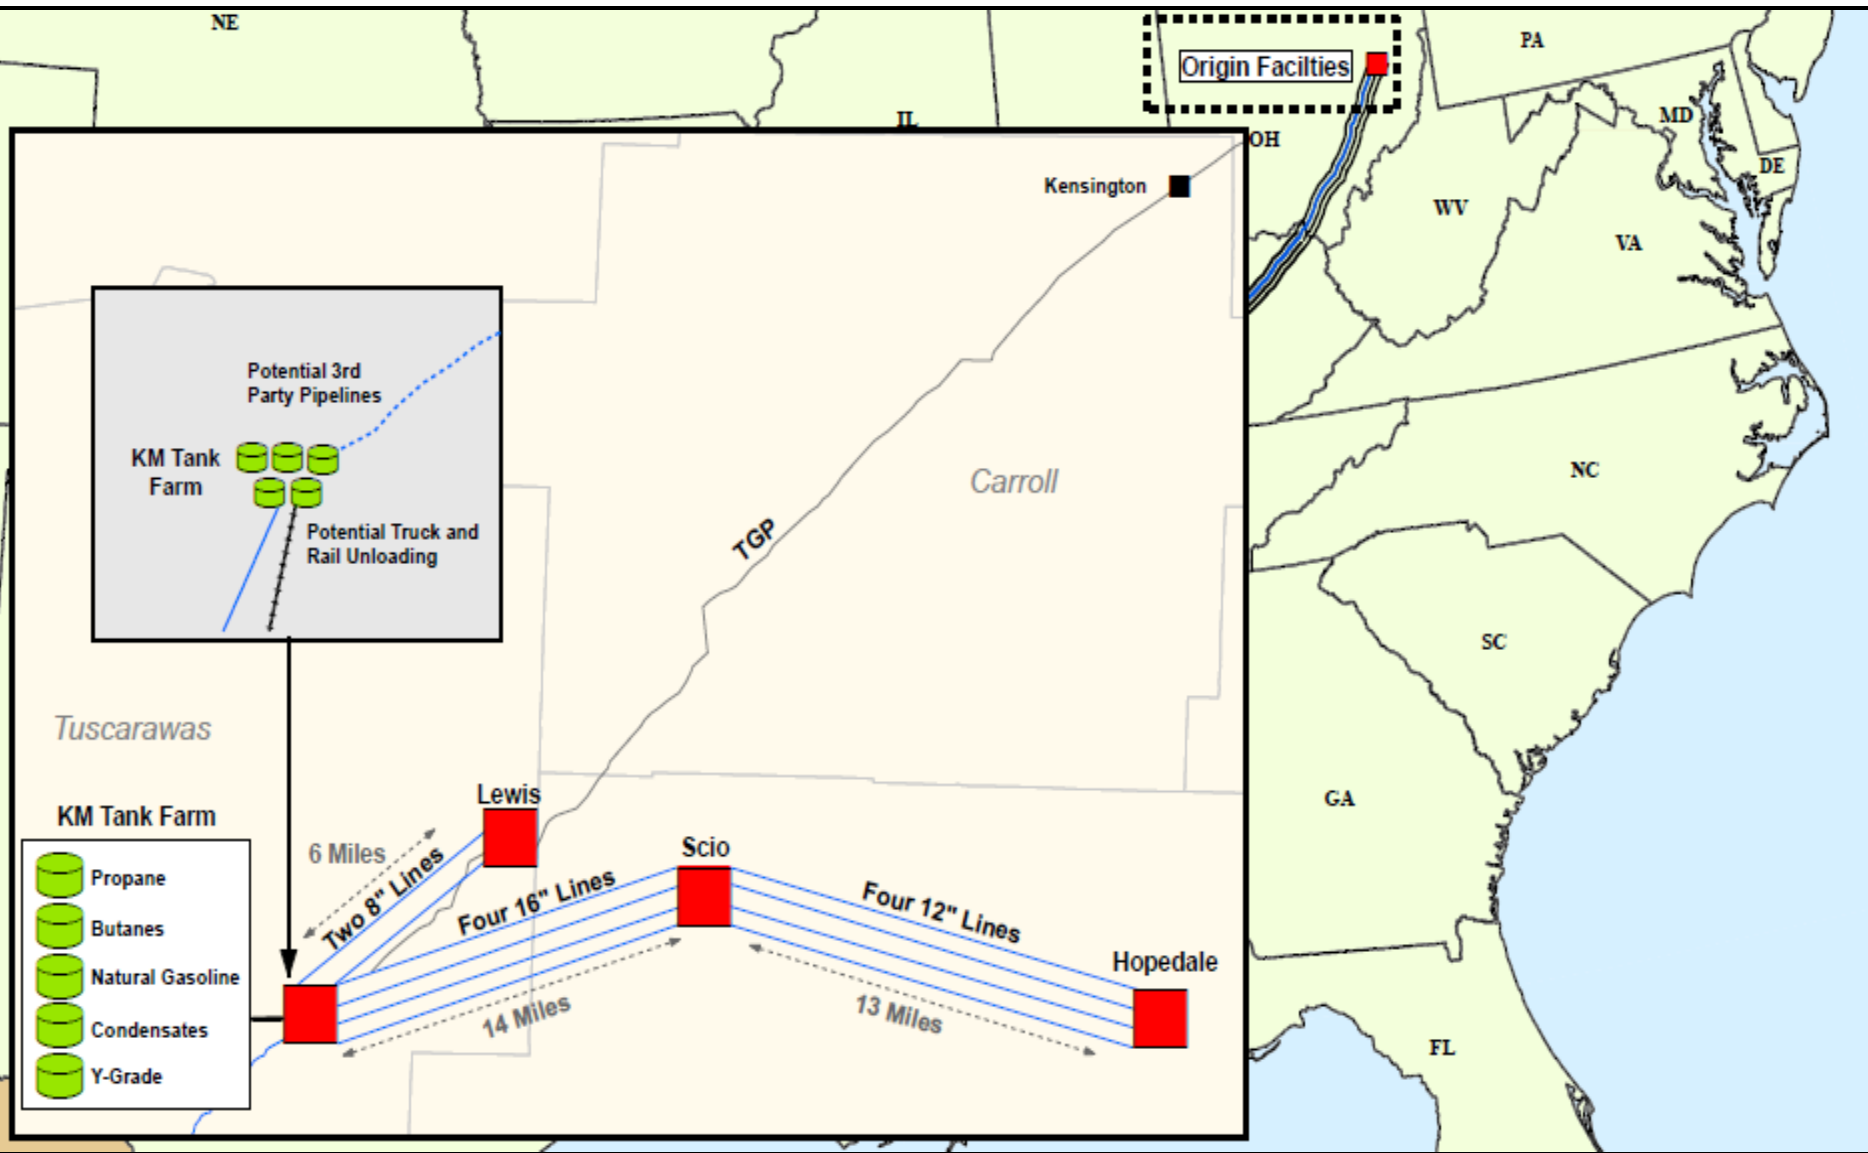 NE
IL
Origin Facilties
OH
PA
MD
DE
WV
VA
NC
SC
GA
FL
Kensington
Carroll
TGP
Tuscarawas
Potential 3rd
Party Pipelines
KM Tank
Farm
Potential Truck and
Rail Unloading
KM Tank Farm
Propane
Butanes
Natural Gasoline
Condensates
Y-Grade
Lewis
6 Miles
Two 8" Lines
Four 16" Lines
14 Miles
Scio
Four 12" Lines
13 Miles
Hopedale